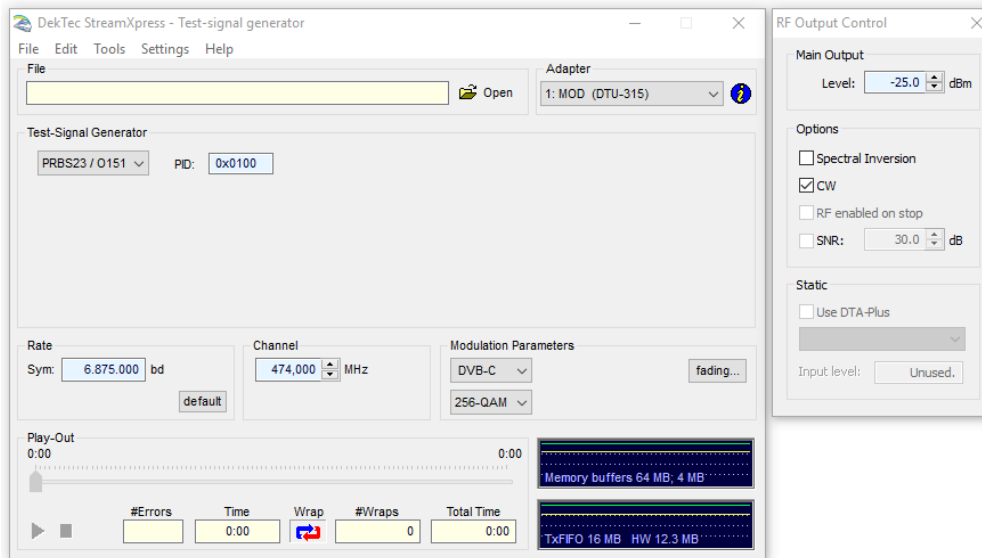 DekTec StreamXpress - Test-signal generator
File Edit Tools Settings Help
File
Open
Adapter
1: MOD (DTU-315)
Test-Signal Generator
PRBS23 / O151 PID: 0x0100
Rate
Sym: 6.875.000 bd
default
Channel
474,000 MHz
Modulation Parameters
DVB-C fading...
256-QAM
Play-Out
0:00 0:00
#Errors Time Wrap #Wraps Total Time
0:00 0 0:00
Memory buffers 64 MB; 4 MB
TxFIFO 16 MB HW 12.3 MB
RF Output Control
Main Output
Level: -25.0 dBm
Options
Spectral Inversion
CW
RF enabled on stop
SNR: 30.0 dB
Static
Use DTA-Plus
Input level: Unused.